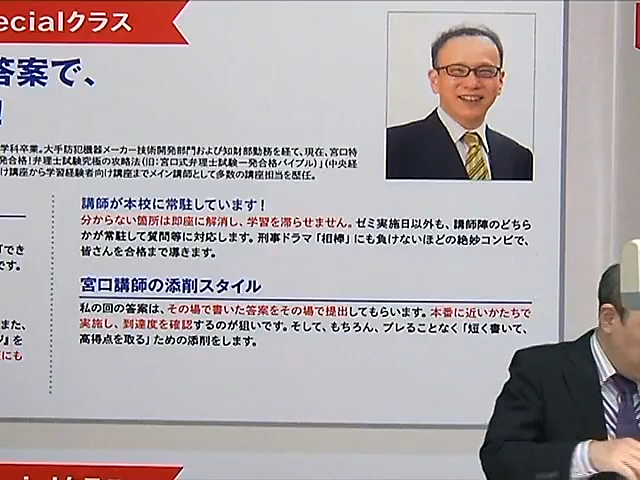 ecialクラス
答案で、
!
学科卒業。大手防犯機器メーカー技術開発部門および知財部勤務を経て、現在、宮口特
発合格!弁理士試験究極の攻略法(旧:宮口式弁理士試験一発合格バイブル)」(中央経
け講座から学習経験者向け講座までメイン講師として多数の講座担当を歴任。
講師が本校に常駐しています!
分からない箇所は即座に解消し、学習を滞らせません。ゼミ実施日以外も、講師陣のどちら
かが常駐して質問等に対応します。刑事ドラマ「相棒」にも負けないほどの絶妙コンビで、
皆さんを合格まで導きます。
「でき
です。
宮口講師の添削スタイル
私の回の答案は、その場で書いた答案をその場で提出してもらいます。本番に近いかたちで
実施し、到達度を確認するのが狙いです。そして、もちろん、ブレることなく「短く書いて、
高得点を取る」ための添削をします。
また、
』を
にも